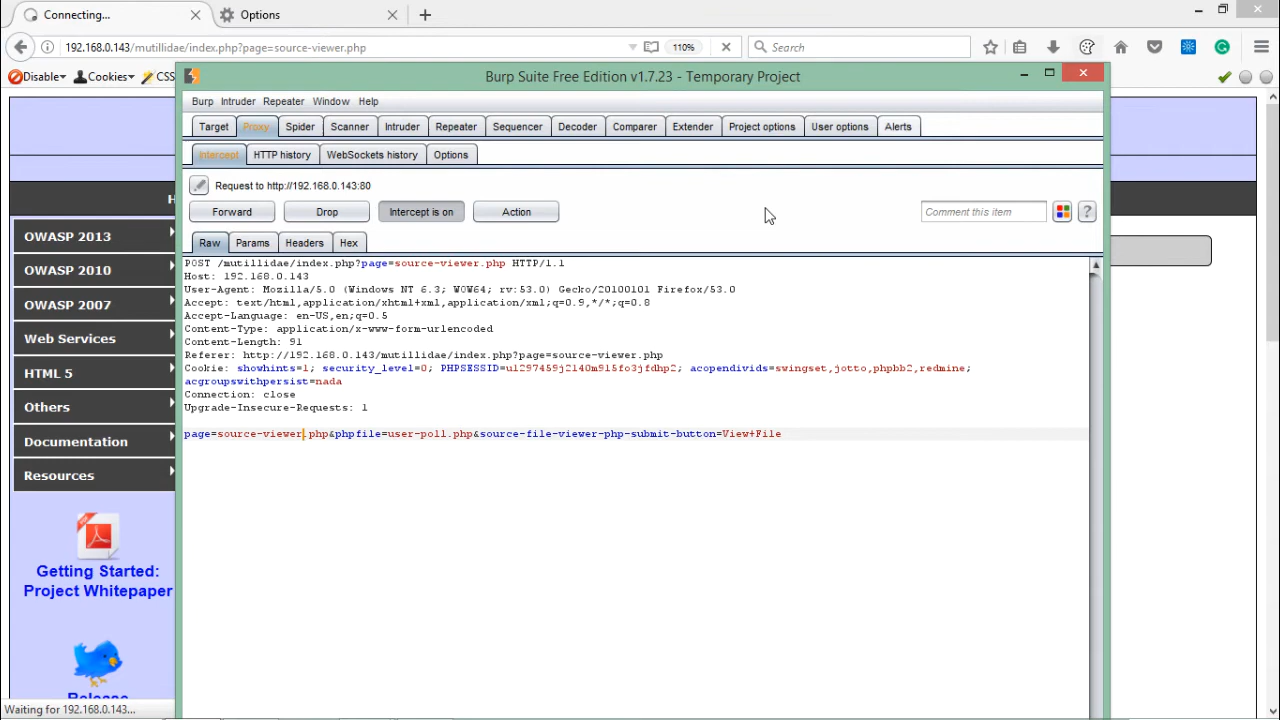 Connecting...
Options
192.168.0.143/mutillidae/index.php?page=source-viewer.php
110%
Search
Disable
Cookies
CSS
Burp Suite Free Edition v1.7.23 - Temporary Project
Burp Intruder Repeater Window Help
Target Proxy Spider Scanner Intruder Repeater Sequencer Decoder Comparer Extender Project options User options Alerts
Intercept HTTP history WebSockets history Options
Request to http://192.168.0.143:80
Forward Drop Intercept is on Action Comment this item ?
Raw Params Headers Hex
POST /mutillidae/index.php?page=source-viewer.php HTTP/1.1
Host: 192.168.0.143
User-Agent: Mozilla/5.0 (Windows NT 6.3; WOW64; rv:53.0) Gecko/20100101 Firefox/53.0
Accept: text/html,application/xhtml+xml,application/xml;q=0.9,*/*;q=0.8
Accept-Language: en-US,en;q=0.5
Content-Type: application/x-www-form-urlencoded
Content-Length: 91
Referer: http://192.168.0.143/mutillidae/index.php?page=source-viewer.php
Cookie: showhints=1; security_level=0; PHPSESSID=u1297459j2140m915fo3jfdhp2; acopendivids=swingset,jotto,phpbb2,redmine;
acgroupswithpersist=nada
Connection: close
Upgrade-Insecure-Requests: 1
page=source-viewer.php&phpfile=user-poll.php&source-file-viewer-php-submit-button=View+File
H
OWASP 2013
OWASP 2010
OWASP 2007
Web Services
HTML 5
Others
Documentation
Resources
Getting Started:
Project Whitepaper
Release
Waiting for 192.168.0.143...